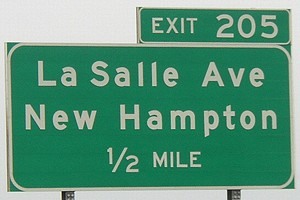 EXIT 205
La Salle Ave
New Hampton
1/2 MILE